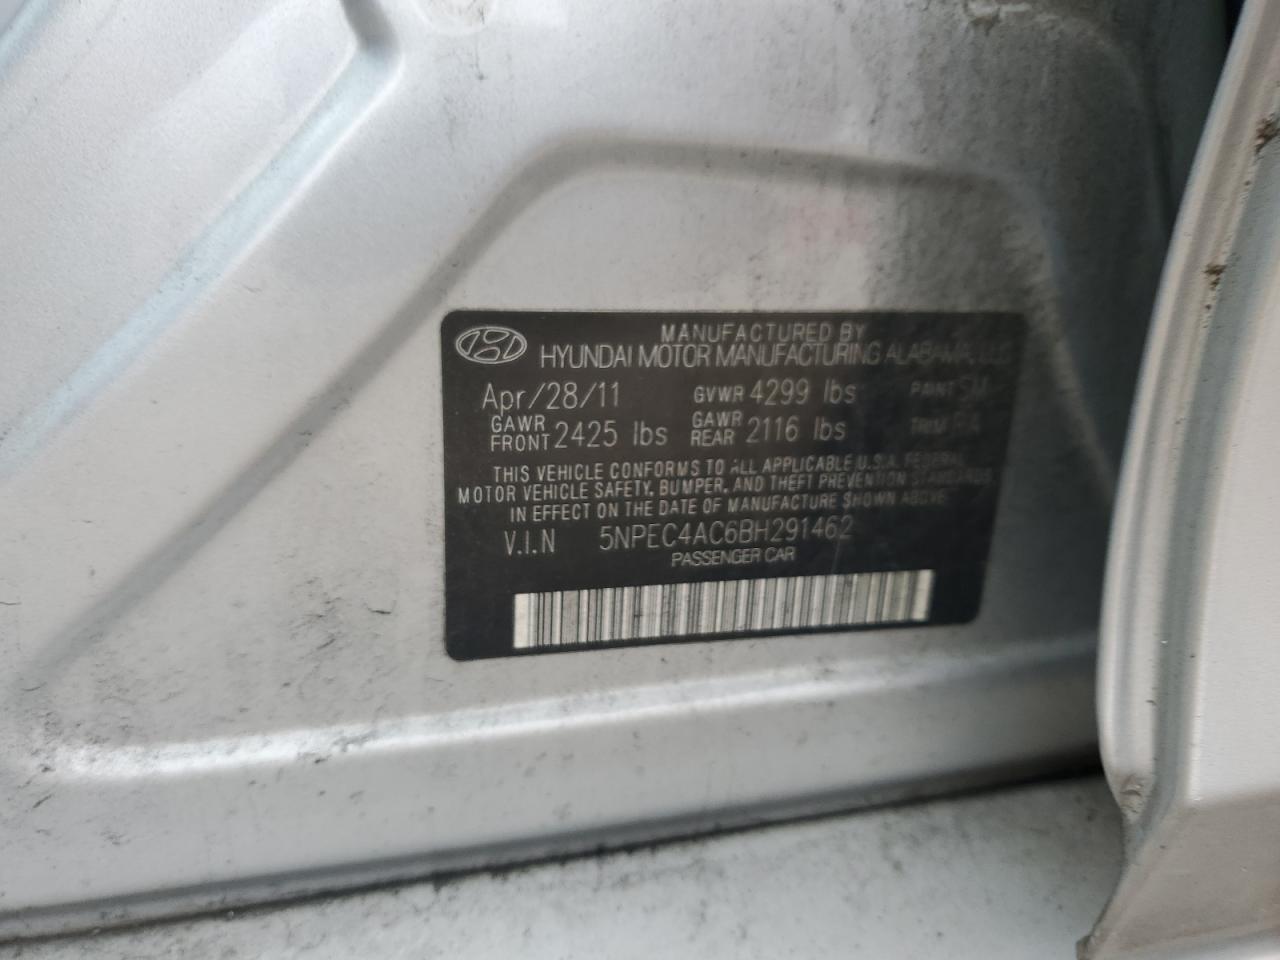 MANUFACTURED BY
HYUNDAI MOTOR MANUFACTURING ALABAMA, LLC
Apr/28/11 GVWR 4299 lbs PAINT SM
GAWR FRONT 2425 lbs GAWR REAR 2116 lbs TRIM
THIS VEHICLE CONFORMS TO ALL APPLICABLE U.S.A. FEDERAL
MOTOR VEHICLE SAFETY, BUMPER, AND THEFT PREVENTION STANDARDS
IN EFFECT ON THE DATE OF MANUFACTURE SHOWN ABOVE.
V.I.N 5NPEC4AC6BH291462
PASSENGER CAR